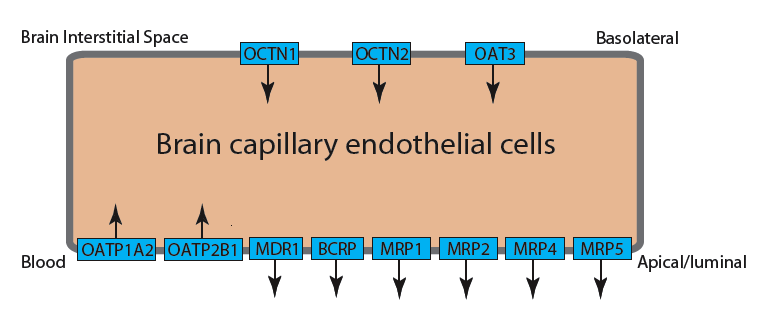 Brain Interstitial Space
Basolateral
OCTN1 OCTN2 OAT3
Brain capillary endothelial cells
OATP1A2 OATP2B1 MDR1 BCRP MRP1 MRP2 MRP4 MRP5
Blood
Apical/luminal